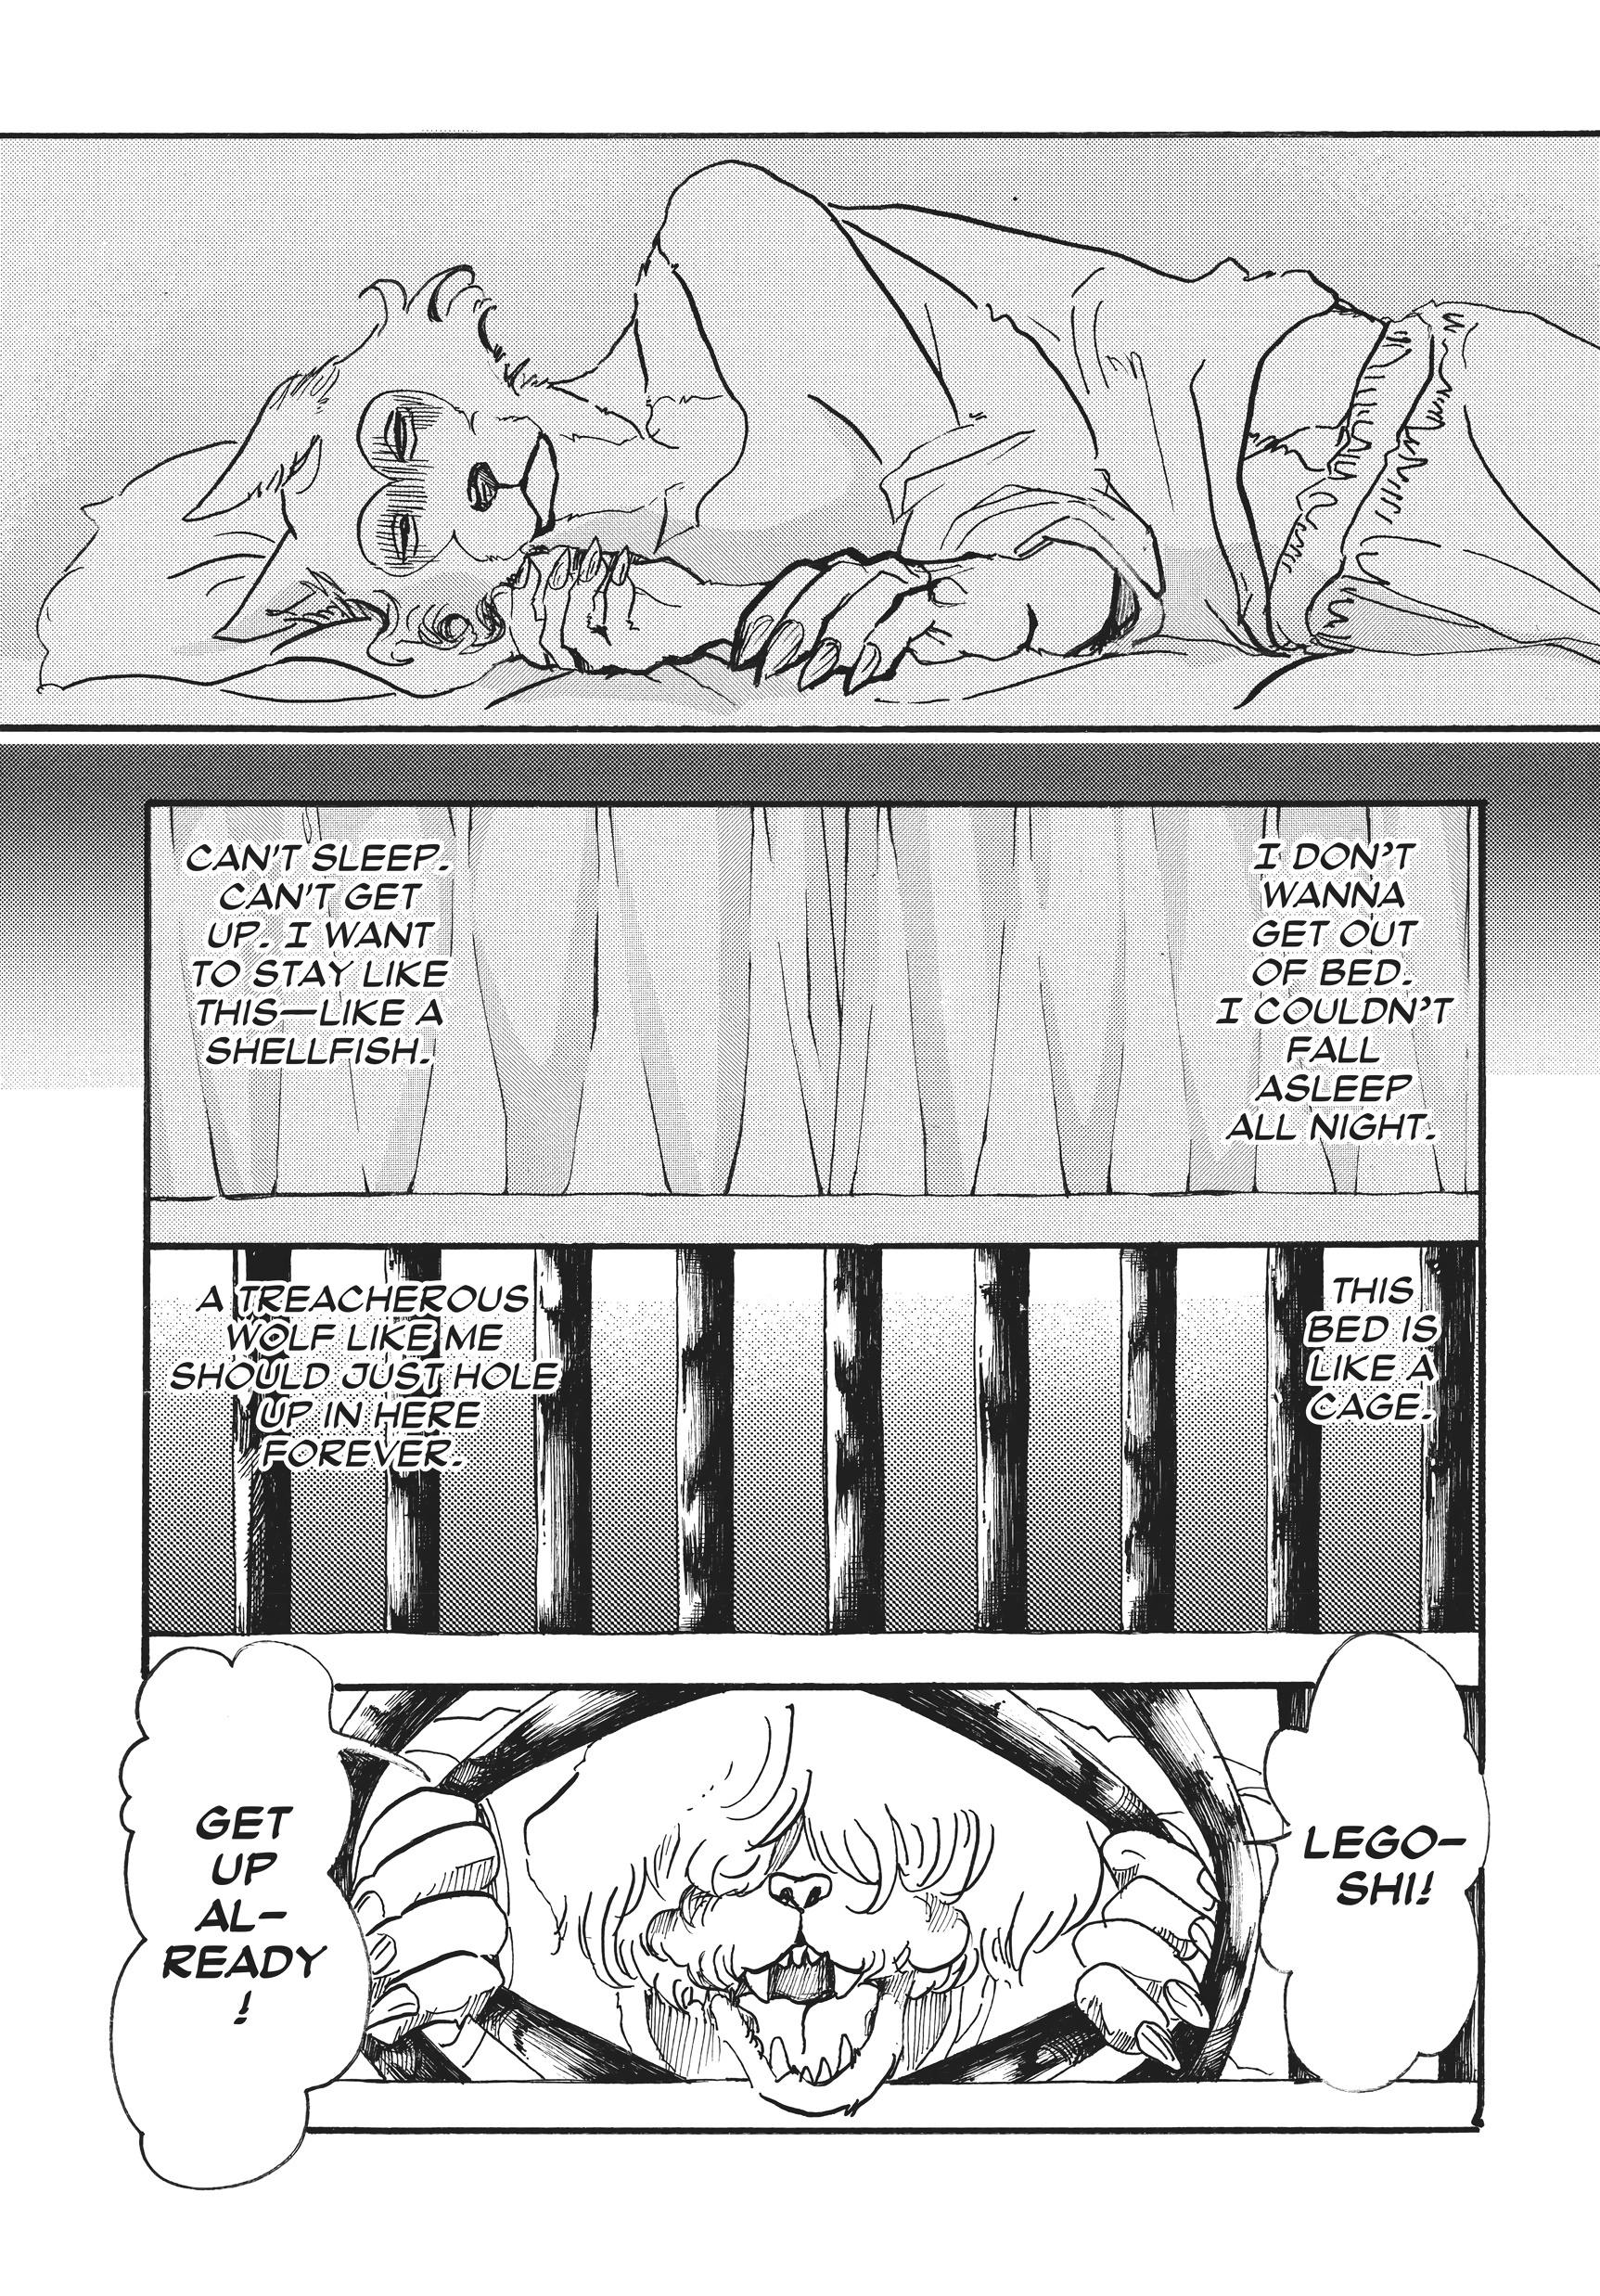 I DON'T
WANNA
GET OUT
OF BED.
I COULDN'T
FALL
ASLEEP
ALL NIGHT.
CAN'T SLEEP.
CAN'T GET
UP. I WANT
TO STAY LIKE
THIS—LIKE A
SHELLFISH.
THIS
BED IS
LIKE A
CAGE.
A TREACHEROUS
WOLF LIKE ME
SHOULD JUST HOLE
UP IN HERE
FOREVER.
LEGO-
SHI!
GET
UP
AL-
READY
!